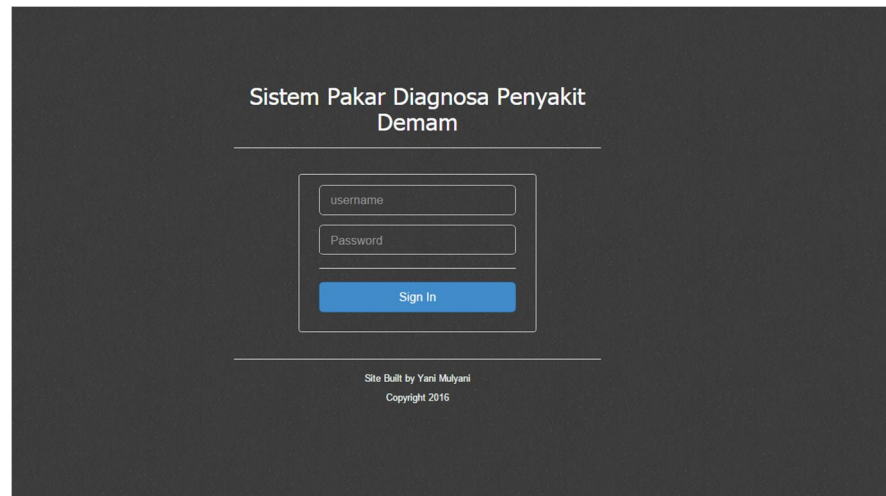 Sistem Pakar Diagnosa Penyakit
Demam
username
Password
Sign In
Site Built by Yani Mulyani
Copyright 2016